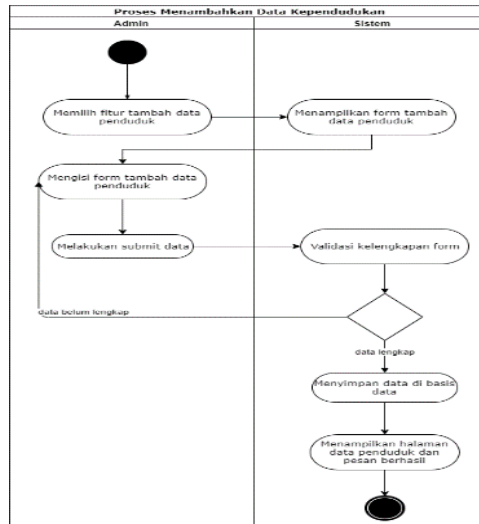 Proses Menambahkan Data Kependudukan
Admin
Sistem
Memilih fitur tambah data
penduduk
Menampilkan form tambah
data penduduk
Mengisi form tambah data
penduduk
Melakukan submit data
Validasi kelengkapan form
data belum lengkap
data lengkap
Menyimpan data di basis
data
Menampilkan halaman
data penduduk dan
pesan berhasil